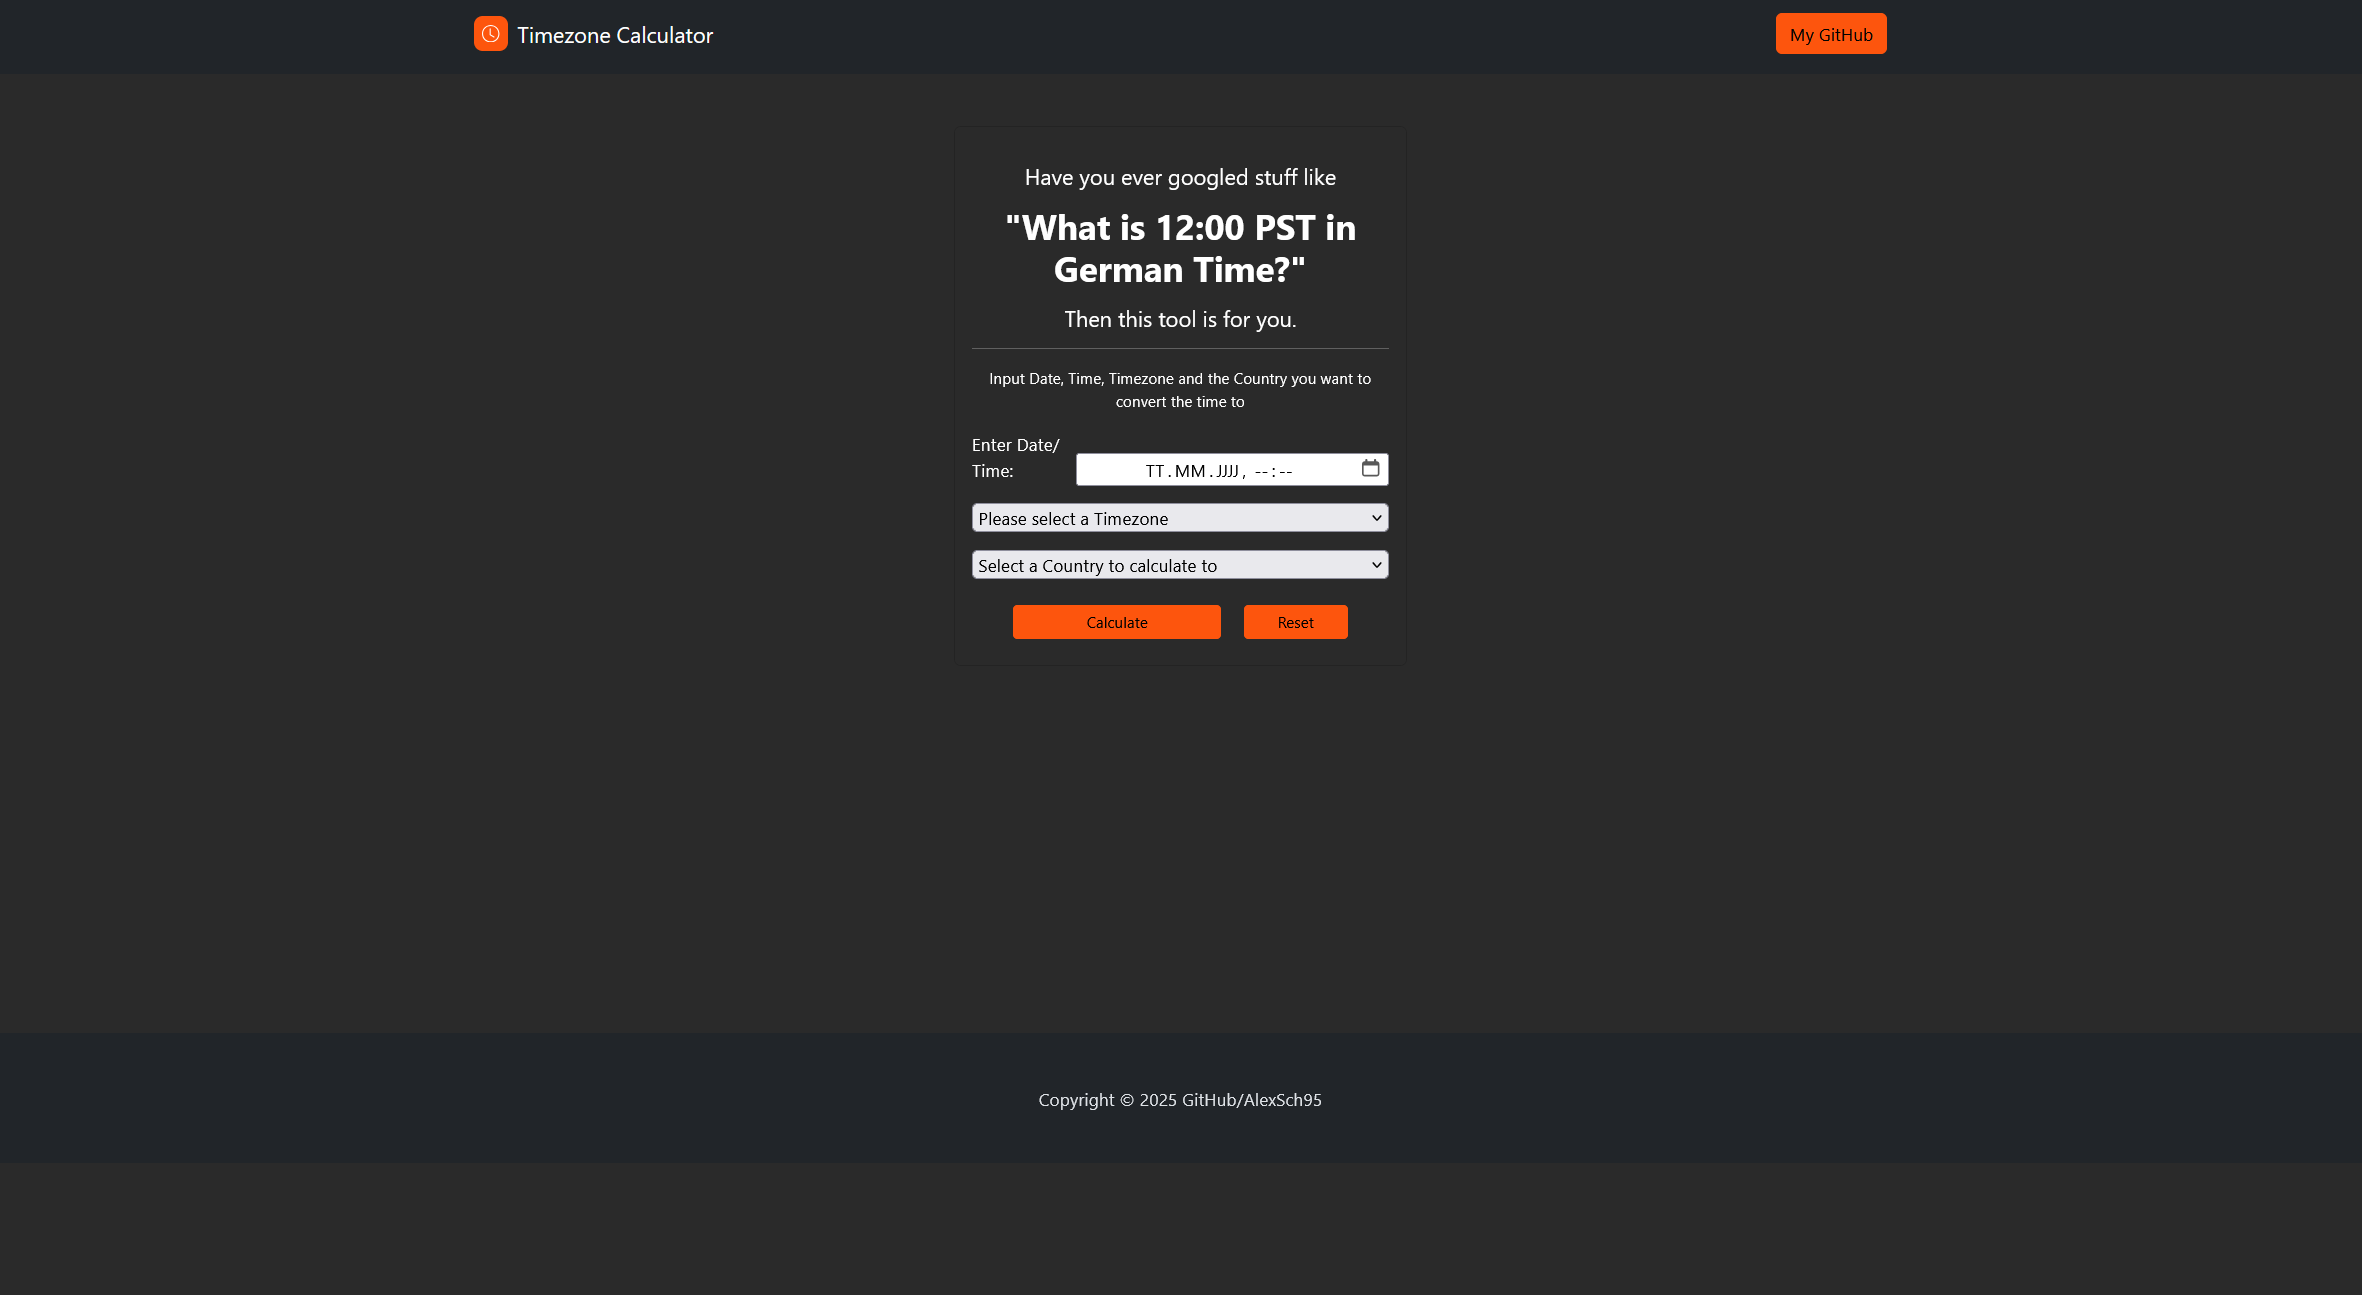 Timezone Calculator
My GitHub
Have you ever googled stuff like
"What is 12:00 PST in
German Time?"
Then this tool is for you.
Input Date, Time, Timezone and the Country you want to
convert the time to
Enter Date/
Time:
TT.MM.JJJJ, --:--
Please select a Timezone
Select a Country to calculate to
Calculate
Reset
Copyright © 2025 GitHub/AlexSch95